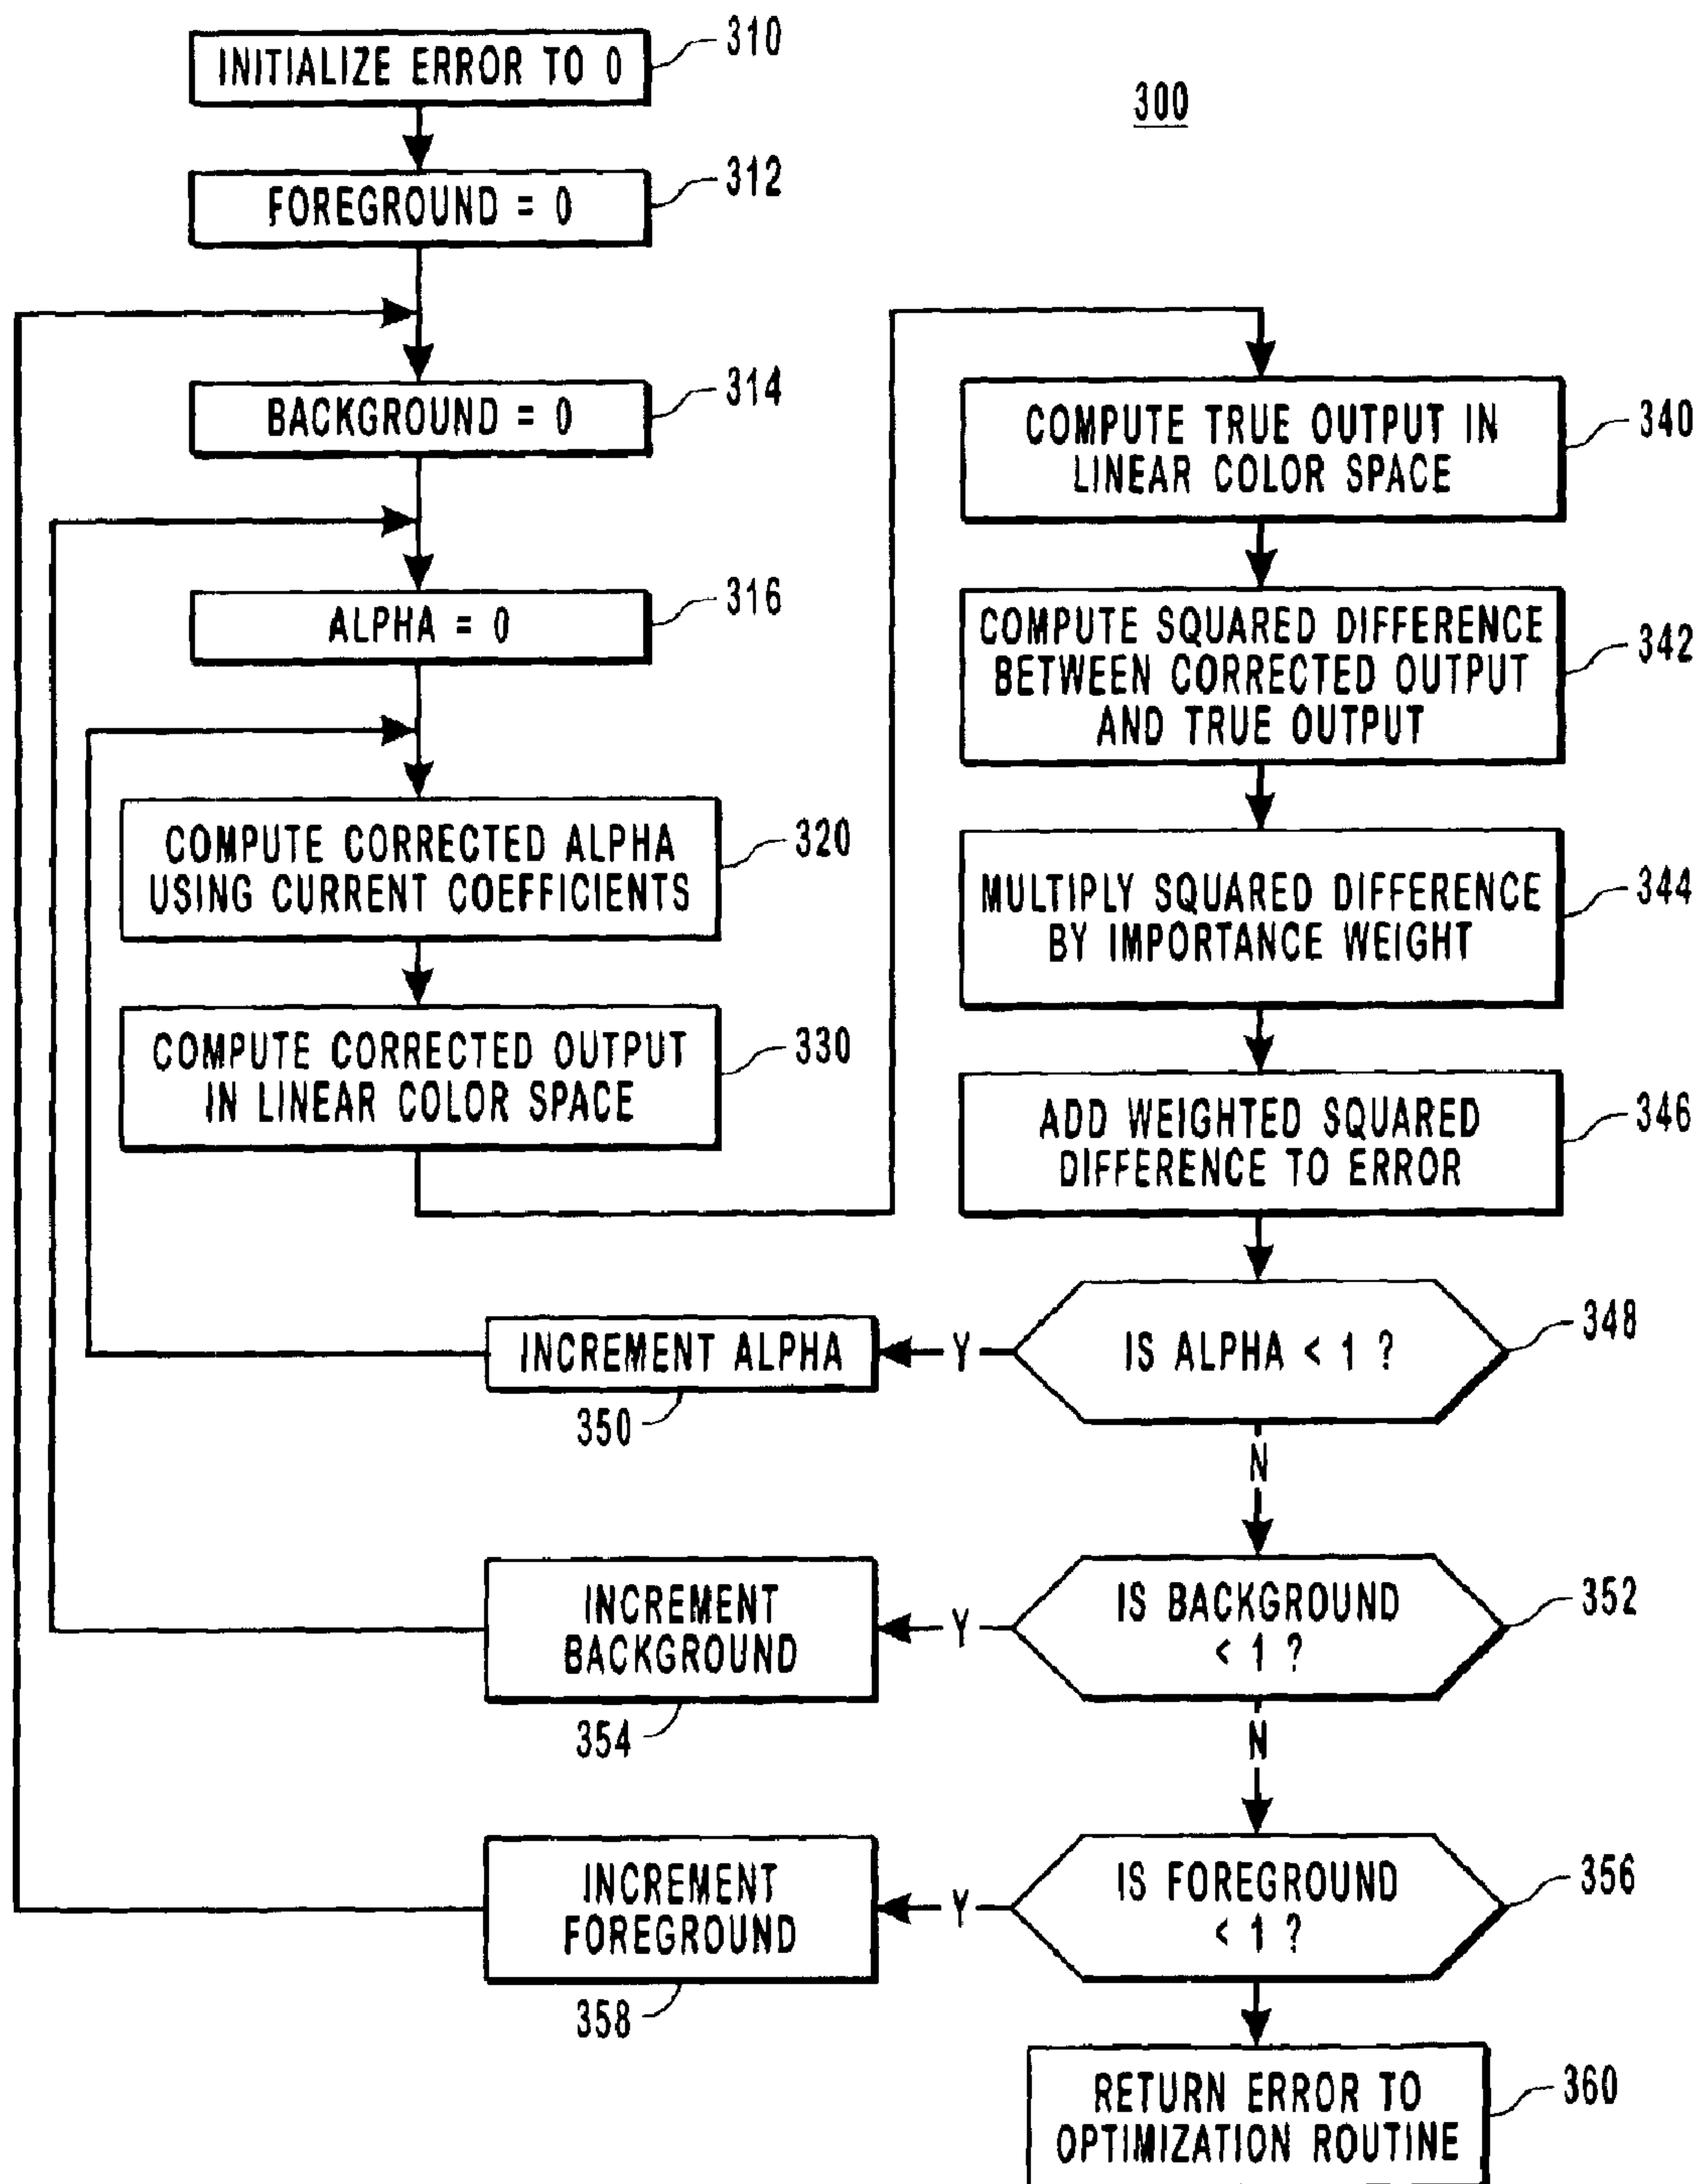 300
INITIALIZE ERROR TO 0
310
FOREGROUND = 0
312
BACKGROUND = 0
314
ALPHA = 0
316
COMPUTE CORRECTED ALPHA
USING CURRENT COEFFICIENTS
320
COMPUTE CORRECTED OUTPUT
IN LINEAR COLOR SPACE
330
COMPUTE TRUE OUTPUT IN
LINEAR COLOR SPACE
340
COMPUTE SQUARED DIFFERENCE
BETWEEN CORRECTED OUTPUT
AND TRUE OUTPUT
342
MULTIPLY SQUARED DIFFERENCE
BY IMPORTANCE WEIGHT
344
ADD WEIGHTED SQUARED
DIFFERENCE TO ERROR
346
IS ALPHA < 1 ?
348
Y
INCREMENT ALPHA
350
N
IS BACKGROUND
< 1 ?
352
Y
INCREMENT
BACKGROUND
354
N
IS FOREGROUND
< 1 ?
356
Y
INCREMENT
FOREGROUND
358
RETURN ERROR TO
OPTIMIZATION ROUTINE
360